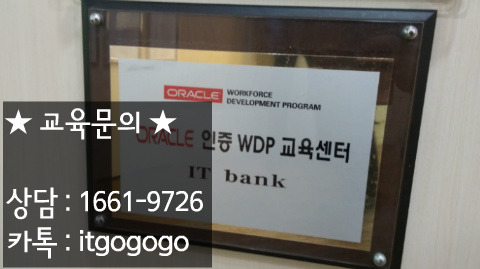 ORACLE WORKFORCE
DEVELOPMENT PROGRAM
ORACLE 인증 WDP 교육센터
IT bank
★ 교육문의 ★
상담 : 1661-9726
카톡 : itgogogo